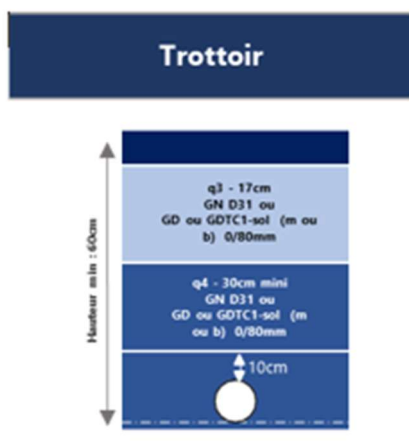 Trottoir
Hauteur min : 60cm
q3 - 17cm
GN D31 ou
GD ou GDTC1-sol (m ou
b) 0/80mm
q4 - 30cm mini
GN D31 ou
GD ou GDTC1-sol (m
ou b) 0/80mm
10cm